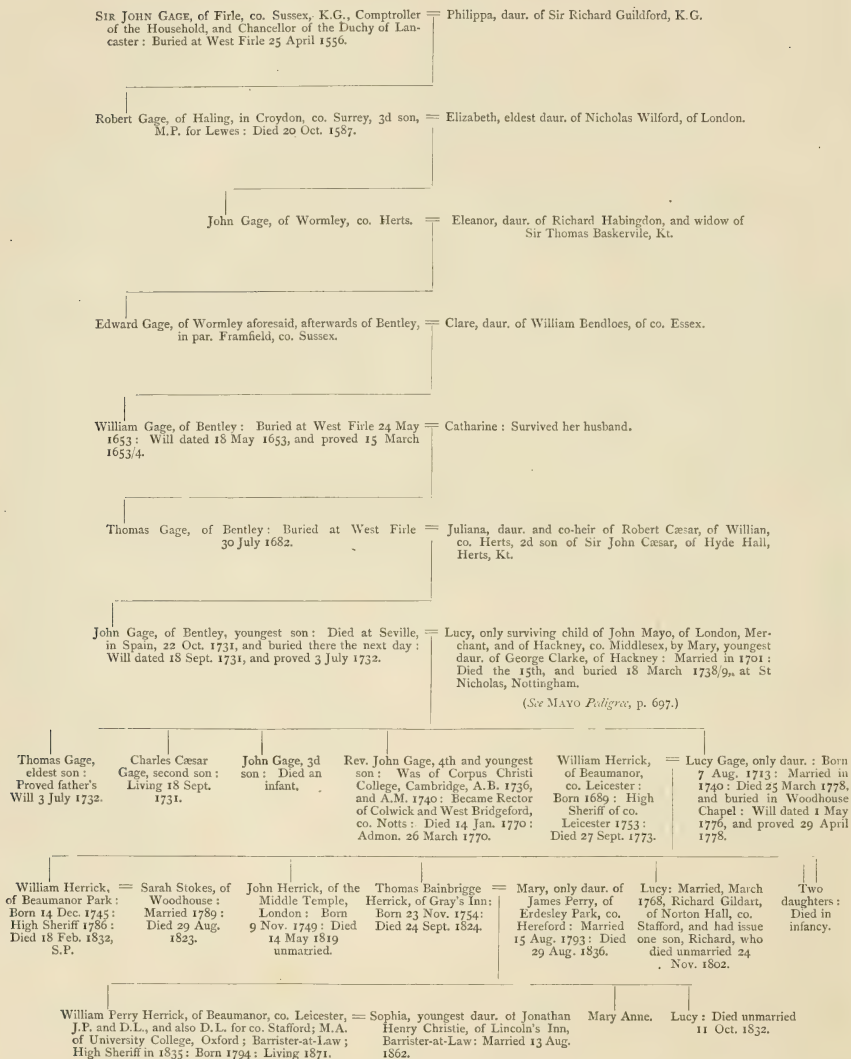 SIR JOHN GAGE, of Firle, co. Sussex, K.G., Comptroller
of the Household, and Chancellor of the Duchy of Lan-
caster : Buried at West Firle 25 April 1556.
= Philippa, daur. of Sir Richard Guildford, K.G.
Robert Gage, of Haling, in Croydon, co. Surrey, 3d son,
M.P. for Lewes : Died 20 Oct. 1587.
= Elizabeth, eldest daur. of Nicholas Wilford, of London.
John Gage, of Wormley, co. Herts.
= Eleanor, daur. of Richard Habingdon, and widow of
Sir Thomas Baskervile, Kt.
Edward Gage, of Wormley aforesaid, afterwards of Bentley,
in par. Framfield, co. Sussex.
= Clare, daur. of William Bendloes, of co. Essex.
William Gage, of Bentley : Buried at West Firle 24 May
1653 : Will dated 18 May 1653, and proved 15 March
1653/4.
= Catharine : Survived her husband.
Thomas Gage, of Bentley : Buried at West Firle
30 July 1682.
= Juliana, daur. and co-heir of Robert Cæsar, of Willian,
co. Herts, 2d son of Sir John Cæsar, of Hyde Hall,
Herts, Kt.
John Gage, of Bentley, youngest son : Died at Seville,
in Spain, 22 Oct. 1731, and buried there the next day :
Will dated 18 Sept. 1731, and proved 3 July 1732.
= Lucy, only surviving child of John Mayo, of London, Mer-
chant, and of Hackney, co. Middlesex, by Mary, youngest
daur. of George Clarke, of Hackney : Married in 1701 :
Died the 15th, and buried 18 March 1738/9, at St
Nicholas, Nottingham.
(See MAYO Pedigree, p. 697.)
Thomas Gage,
eldest son :
Proved father's
Will 3 July 1732.
Charles Cæsar
Gage, second son :
Living 18 Sept.
1731.
John Gage, 3d
son : Died an
infant.
Rev. John Gage, 4th and youngest
son : Was of Corpus Christi
College, Cambridge, A.B. 1736,
and A.M. 1740 : Became Rector
of Colwick and West Bridgeford,
co. Notts : Died 14 Jan. 1770 :
Admon. 26 March 1770.
William Herrick,
of Beaumanor,
co. Leicester :
Born 1689 : High
Sheriff of co.
Leicester 1753 :
Died 27 Sept. 1773.
= Lucy Gage, only daur. : Born
7 Aug. 1713 : Married in
1740 : Died 25 March 1778,
and buried in Woodhouse
Chapel : Will dated 1 May
1776, and proved 29 April
1778.
William Herrick,
of Beaumanor Park :
Born 14 Dec. 1745 :
High Sheriff 1786 :
Died 18 Feb. 1832,
S.P.
= Sarah Stokes, of
Woodhouse :
Married 1789 :
Died 29 Aug.
1823.
John Herrick, of the
Middle Temple,
London : Born
9 Nov. 1749 : Died
14 May 1819
unmarried.
Thomas Bainbrigge
Herrick, of Gray's Inn :
Born 23 Nov. 1754 :
Died 24 Sept. 1824.
= Mary, only daur. of
James Perry, of
Erdesley Park, co.
Hereford : Married
15 Aug. 1793 : Died
29 Aug. 1836.
Lucy : Married, March
1768, Richard Gildart,
of Norton Hall, co.
Stafford, and had issue
one son, Richard, who
died unmarried 24
Nov. 1802.
Two
daughters :
Died in
infancy.
William Perry Herrick, of Beaumanor, co. Leicester,
J.P. and D.L., and also D.L. for co. Stafford; M.A.
of University College, Oxford ; Barrister-at-Law ;
High Sheriff in 1835 : Born 1794 : Living 1871.
= Sophia, youngest daur. of Jonathan
Henry Christie, of Lincoln's Inn,
Barrister-at-Law : Married 13 Aug.
1862.
Mary Anne.
Lucy : Died unmarried
11 Oct. 1832.